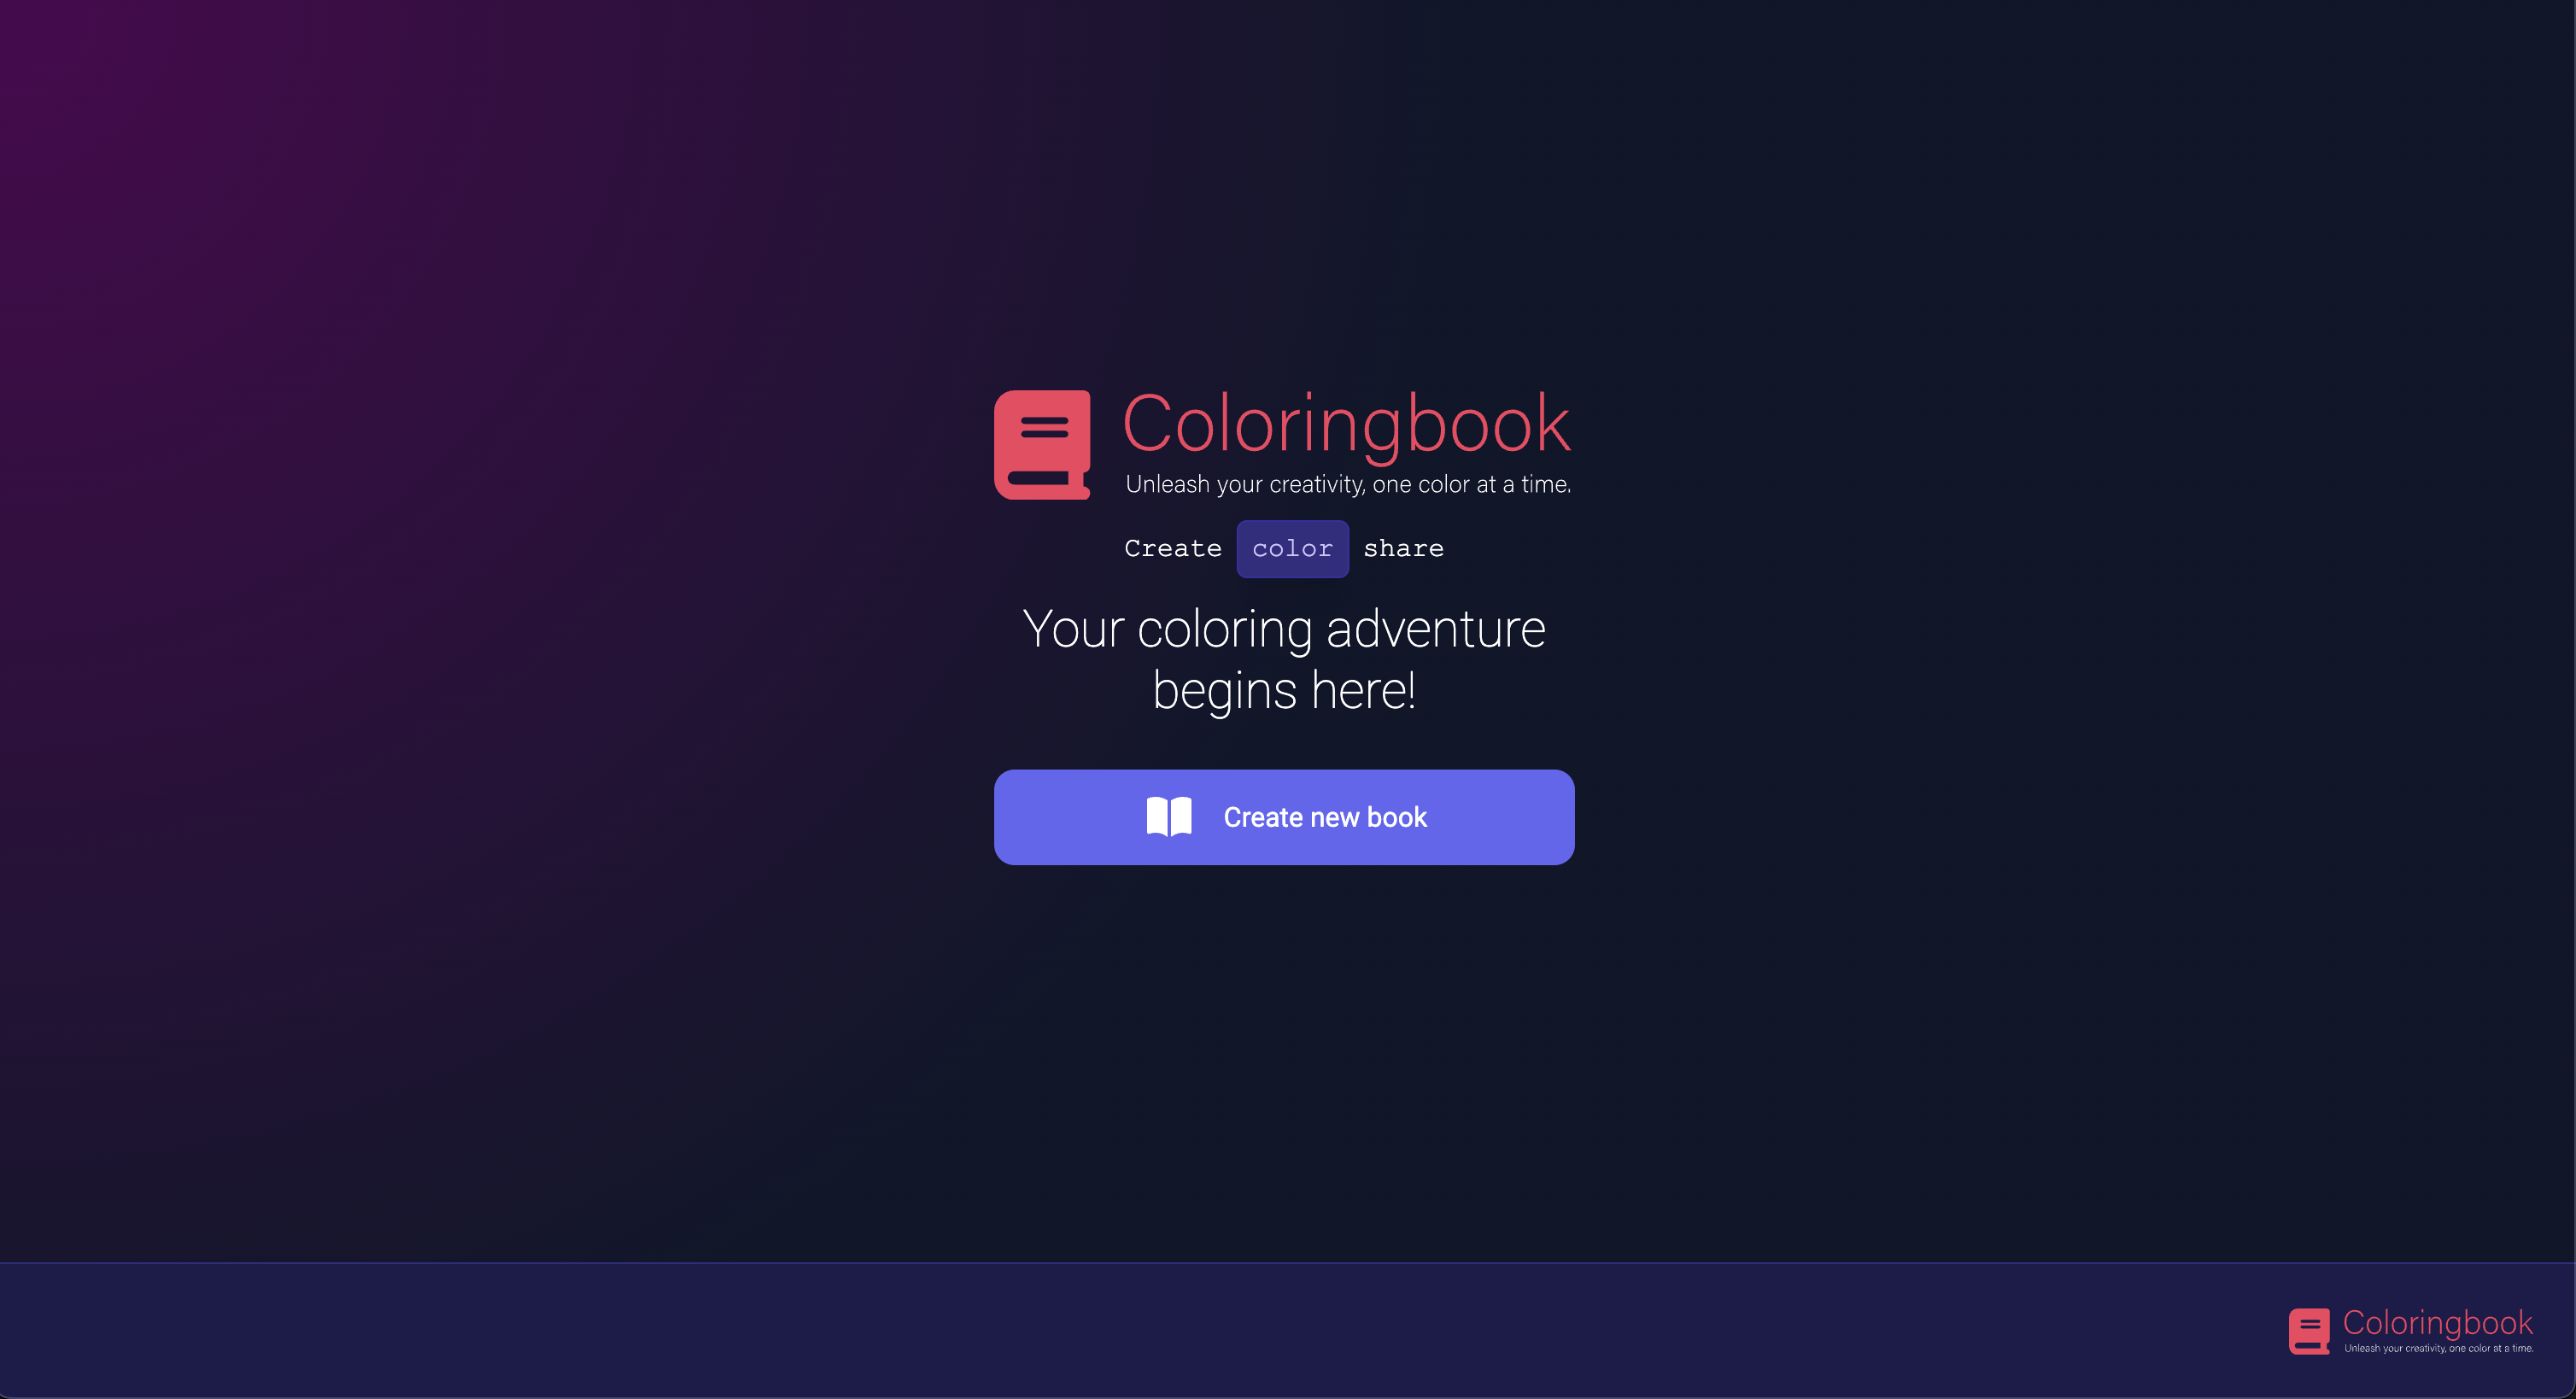 Coloringbook
Unleash your creativity, one color at a time.
Create color share
Your coloring adventure
begins here!
Create new book
Coloringbook
Unleash your creativity, one color at a time.